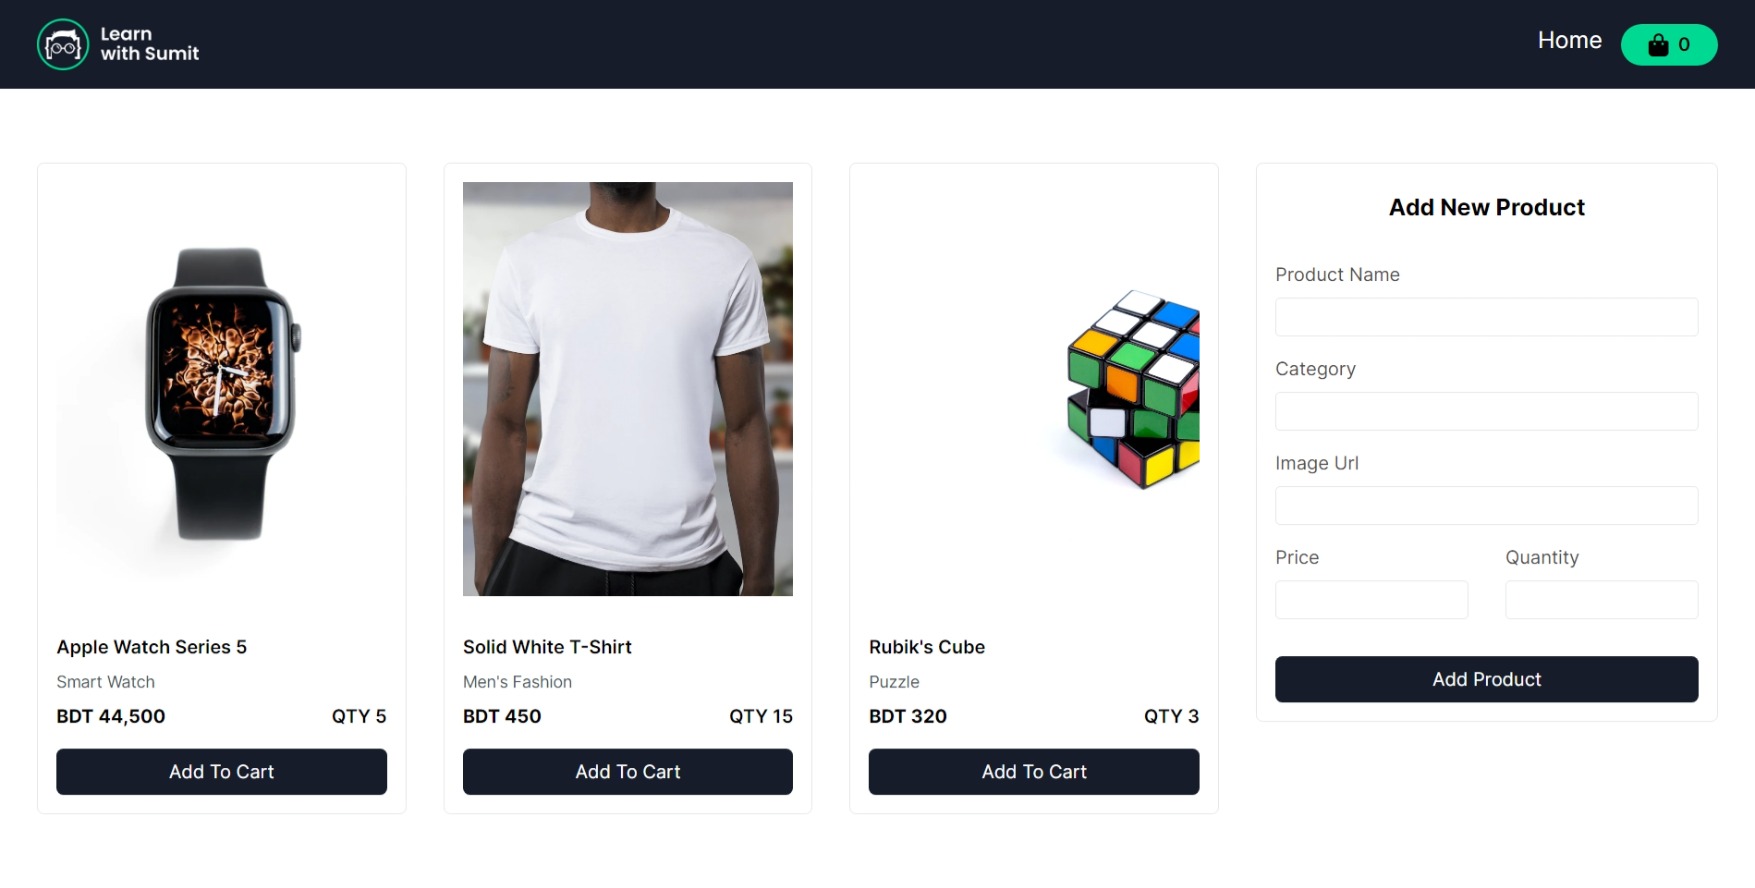 Learn
with Sumit
Home
0
Apple Watch Series 5
Smart Watch
BDT 44,500
QTY 5
Add To Cart
Solid White T-Shirt
Men's Fashion
BDT 450
QTY 15
Add To Cart
Rubik's Cube
Puzzle
BDT 320
QTY 3
Add To Cart
Add New Product
Product Name
Category
Image Url
Price
Quantity
Add Product